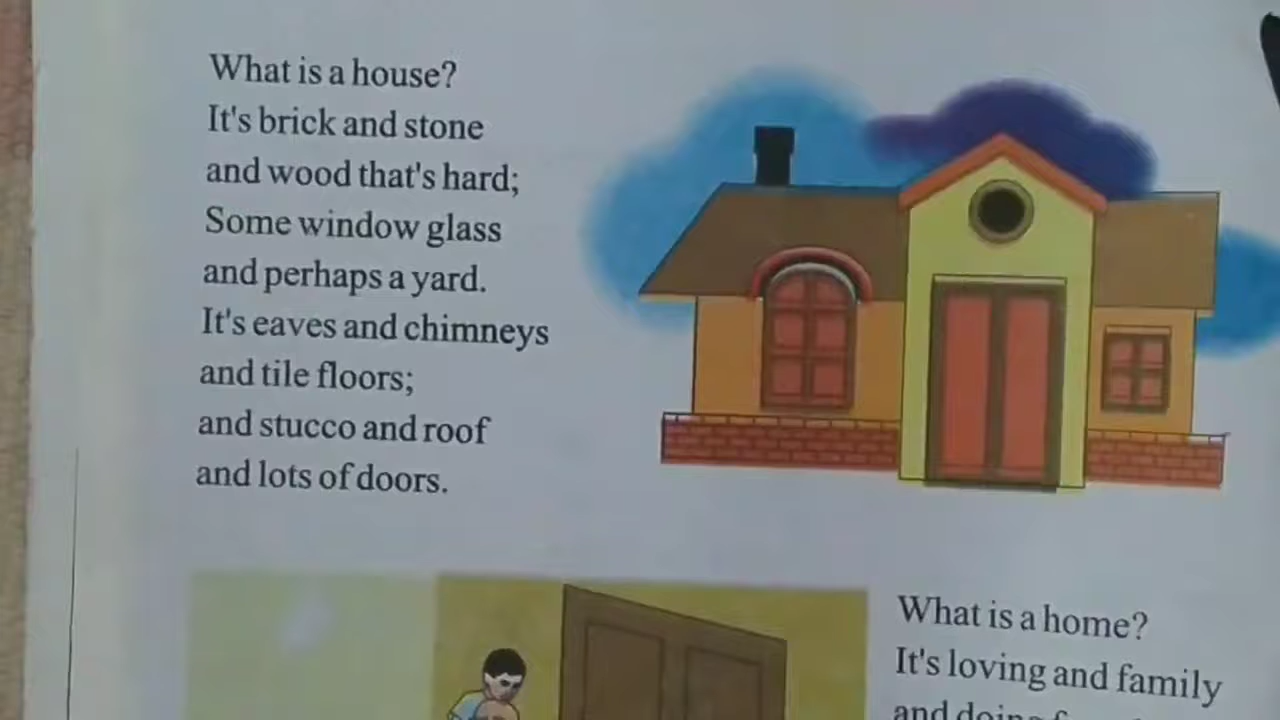 What is a house?
It's brick and stone
and wood that's hard;
Some window glass
and perhaps a yard.
It's eaves and chimneys
and tile floors;
and stucco and roof
and lots of doors.
What is a home?
It's loving and family
and doing